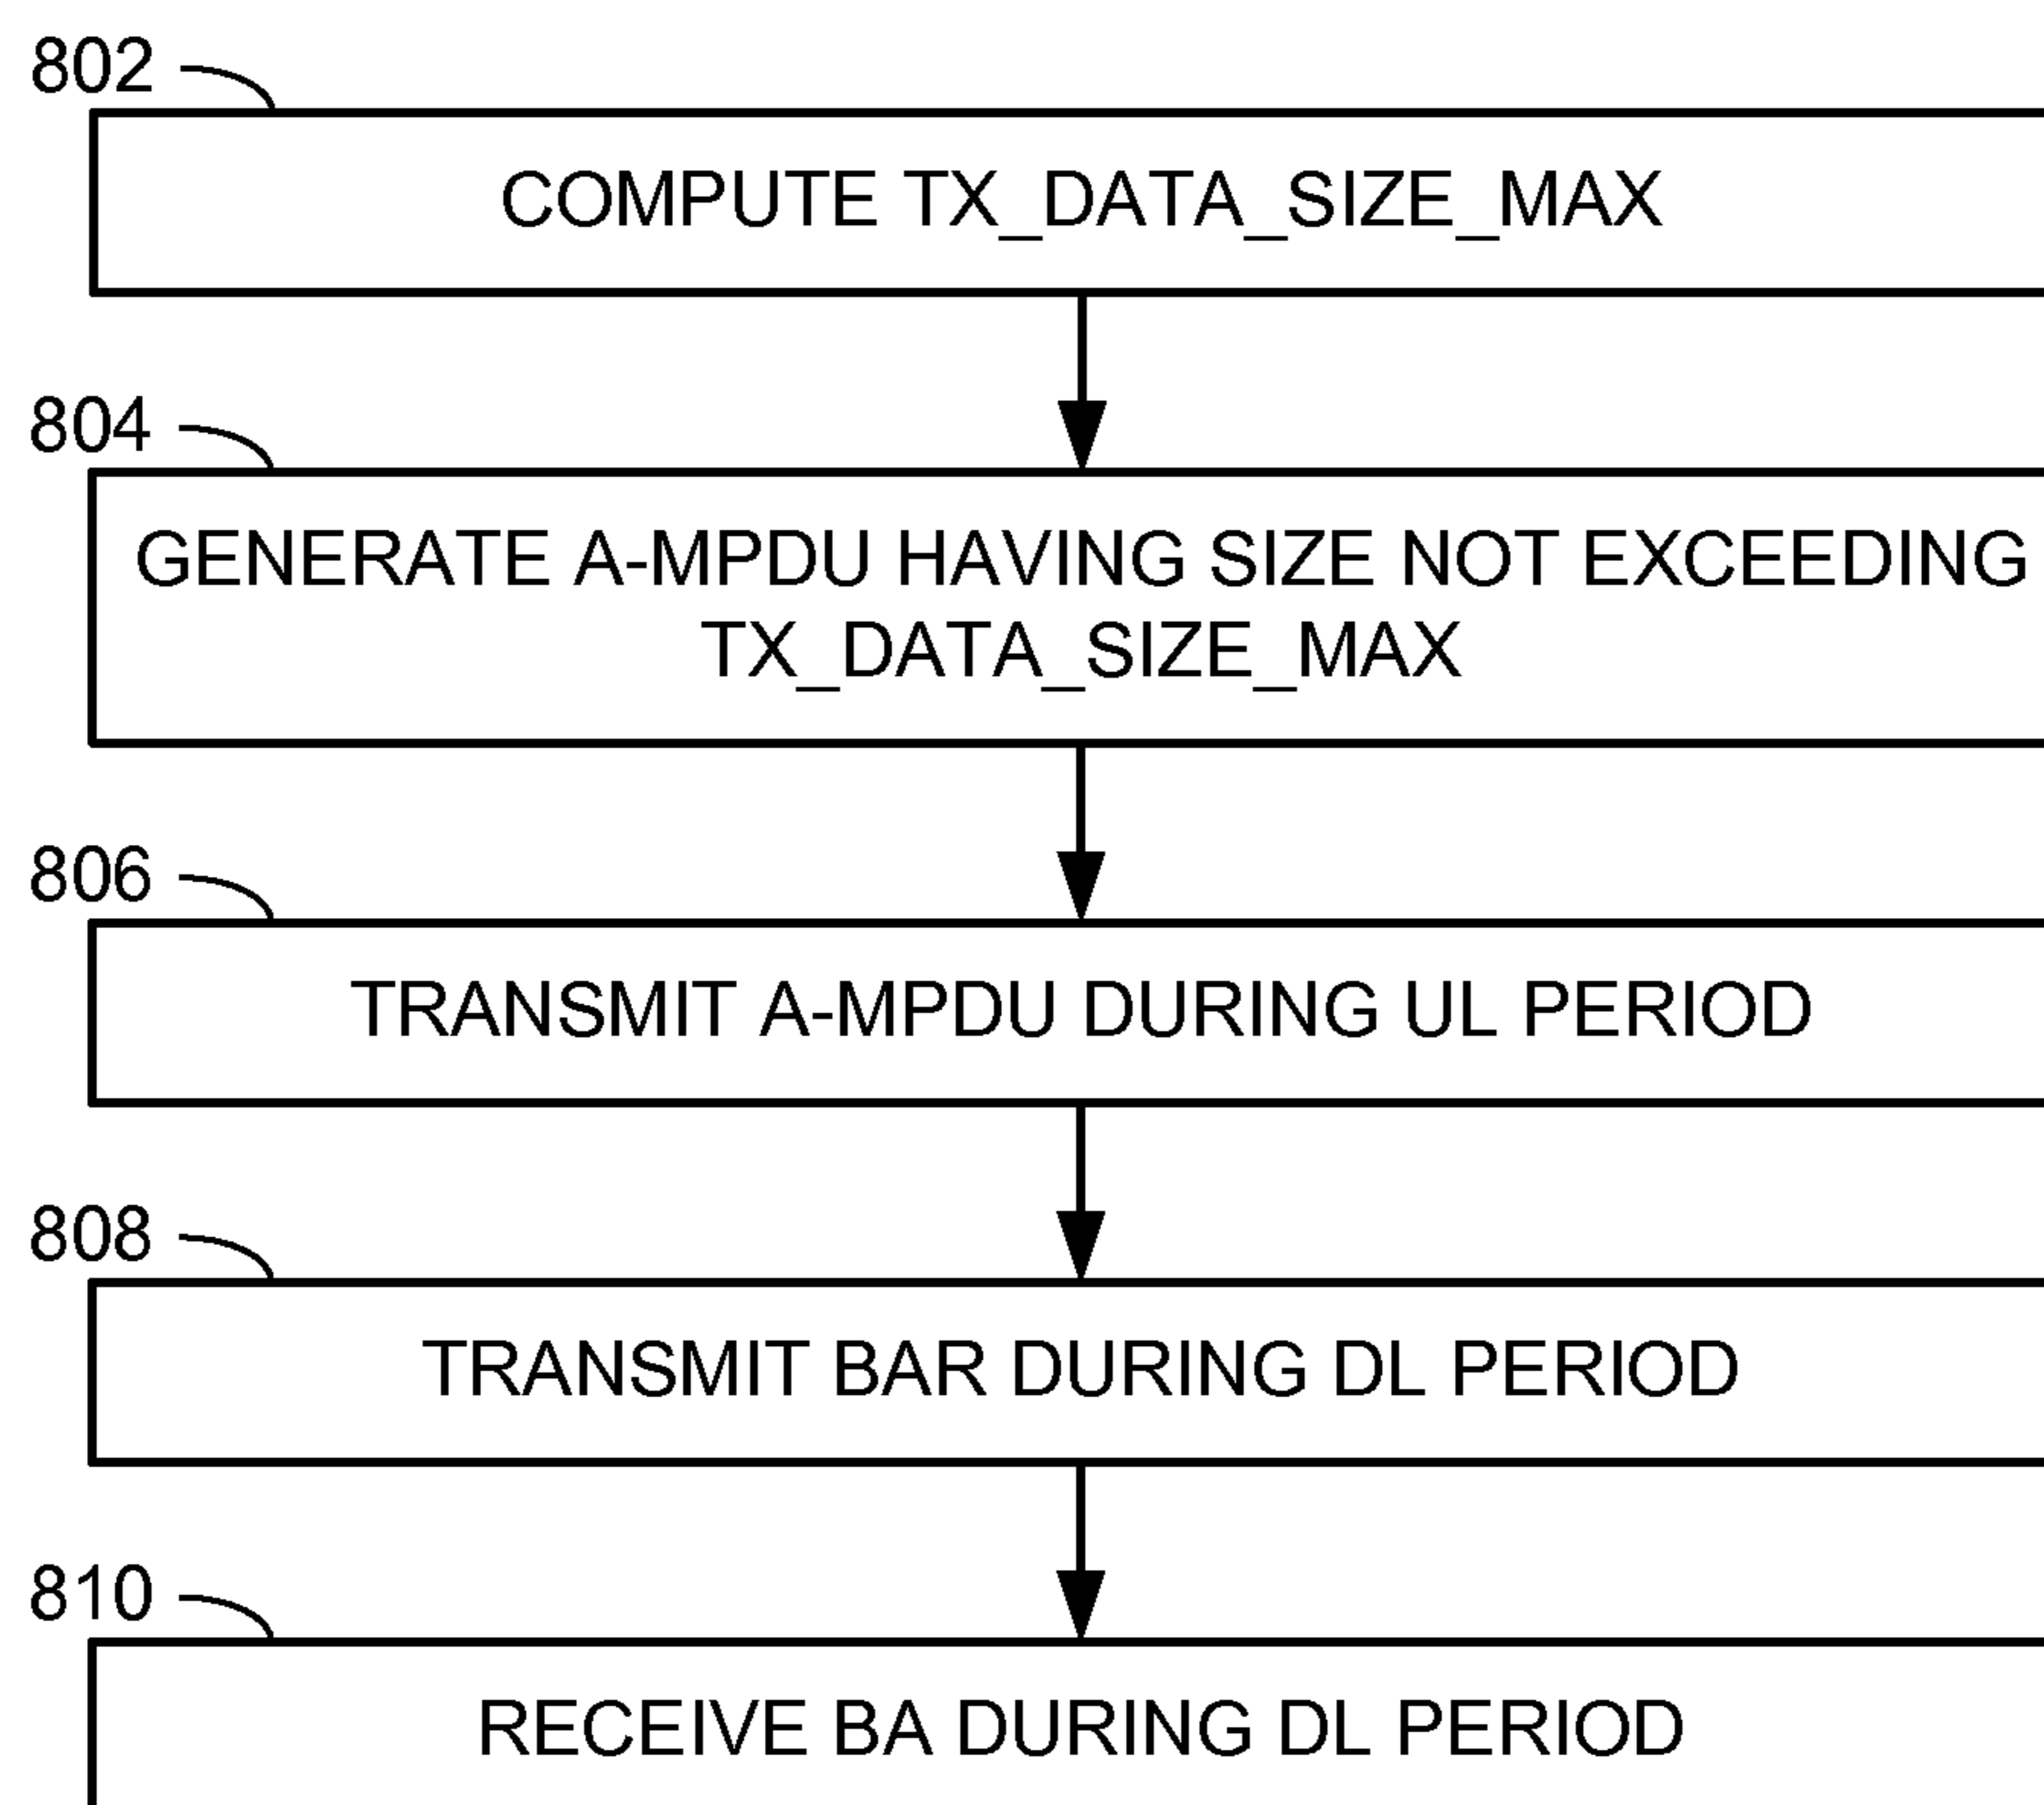 802
COMPUTE TX_DATA_SIZE_MAX
804
GENERATE A-MPDU HAVING SIZE NOT EXCEEDING
TX_DATA_SIZE_MAX
806
TRANSMIT A-MPDU DURING UL PERIOD
808
TRANSMIT BAR DURING DL PERIOD
810
RECEIVE BA DURING DL PERIOD